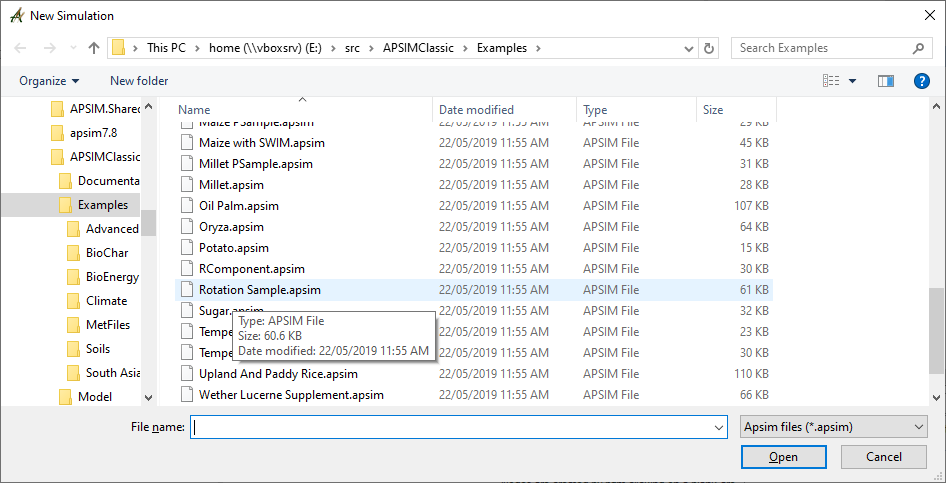 New Simulation
This PC > home (\\vboxsrv) (E:) > src > APSIMClassic > Examples >
Search Examples
Organize
New folder
APSIM.Share
apsim7.8
APSIMClassic
Documenta
Examples
Advanced
BioChar
BioEnergy
Climate
MetFiles
Soils
South Asia
Model
Name Date modified Type Size
Maize PSample.apsim 22/05/2019 11:55 AM APSIM File 29 KB
Maize with SWIM.apsim 22/05/2019 11:55 AM APSIM File 45 KB
Millet PSample.apsim 22/05/2019 11:55 AM APSIM File 31 KB
Millet.apsim 22/05/2019 11:55 AM APSIM File 28 KB
Oil Palm.apsim 22/05/2019 11:55 AM APSIM File 107 KB
Oryza.apsim 22/05/2019 11:55 AM APSIM File 64 KB
Potato.apsim 22/05/2019 11:55 AM APSIM File 15 KB
RComponent.apsim 22/05/2019 11:55 AM APSIM File 30 KB
Rotation Sample.apsim 22/05/2019 11:55 AM APSIM File 61 KB
Sugar.apsim 22/05/2019 11:55 AM APSIM File 32 KB
Tempe 22/05/2019 11:55 AM APSIM File 23 KB
Tempe 22/05/2019 11:55 AM APSIM File 30 KB
Upland And Paddy Rice.apsim 22/05/2019 11:55 AM APSIM File 110 KB
Wether Lucerne Supplement.apsim 22/05/2019 11:55 AM APSIM File 66 KB
Type: APSIM File
Size: 60.6 KB
Date modified: 22/05/2019 11:55 AM
File name:
Apsim files (*.apsim)
Open
Cancel